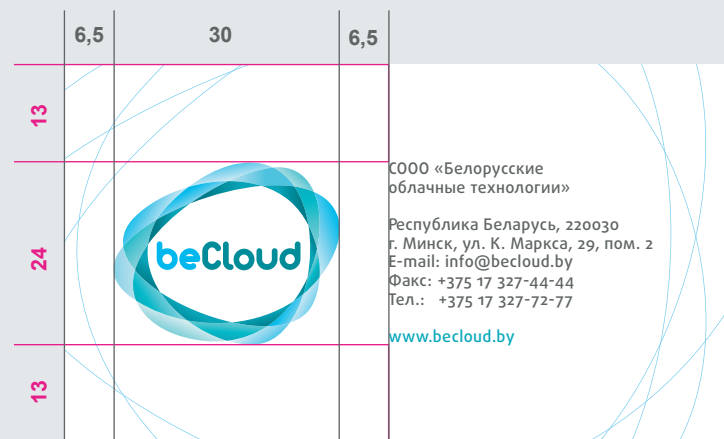 6,5
30
6,5
13
24
13
beCloud
СООО «Белорусские
облачные технологии»
Республика Беларусь, 220030
г. Минск, ул. К. Маркса, 29, пом. 2
E-mail: info@becloud.by
Факс: +375 17 327-44-44
Тел.: +375 17 327-72-77
www.becloud.by